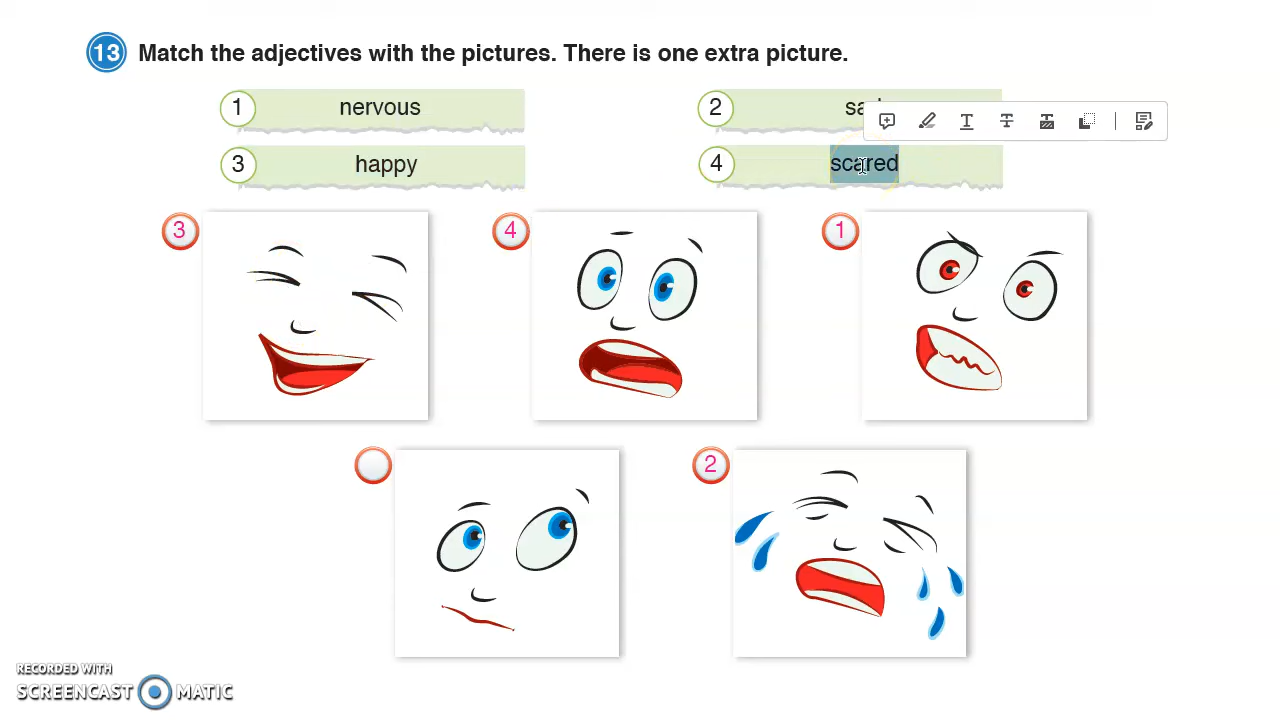 13 Match the adjectives with the pictures. There is one extra picture.
1 nervous
2
3 happy
4 scared
3
4
1
2
RECORDED WITH
SCREENCAST MATIC